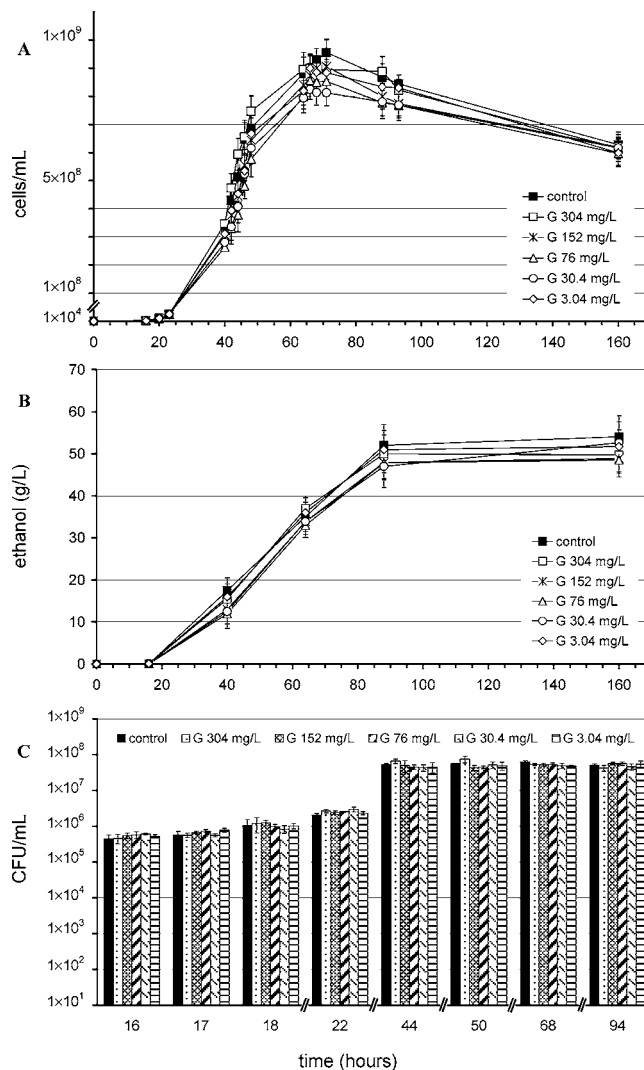 A
1×10⁹
5×10⁸
1×10⁸
1×10⁴
cells/mL
control
G 304 mg/L
G 152 mg/L
G 76 mg/L
G 30.4 mg/L
G 3.04 mg/L
0 20 40 60 80 100 120 140 160
B
70
60
50
40
30
20
10
0
ethanol (g/L)
control
G 304 mg/L
G 152 mg/L
G 76 mg/L
G 30.4 mg/L
G 3.04 mg/L
0 20 40 60 80 100 120 140 160
C
control G 304 mg/L G 152 mg/L G 76 mg/L G 30.4 mg/L G 3.04 mg/L
1×10⁹
1×10⁸
1×10⁷
1×10⁶
1×10⁵
1×10⁴
1×10³
1×10²
1×10¹
CFU/mL
16 17 18 22 44 50 68 94
time (hours)